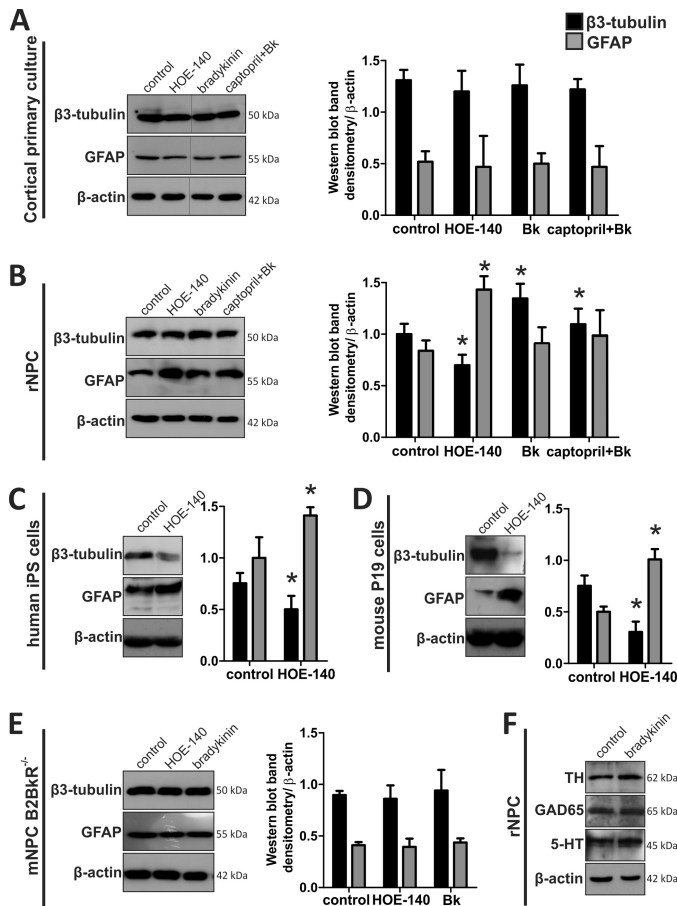 A
β3-tubulin
GFAP
Cortical primary culture
control
HOE-140
bradykinin
captopril+Bk
β3-tubulin
50 kDa
GFAP
55 kDa
β-actin
42 kDa
Western blot band
densitometry/ β-actin
1.5
1.0
0.5
0.0
control HOE-140 Bk captopril+Bk
B
rNPC
control
HOE-140
bradykinin
captopril+Bk
β3-tubulin
50 kDa
GFAP
55 kDa
β-actin
42 kDa
Western blot band
densitometry/ β-actin
1.5
1.0
0.5
0.0
* * * *
control HOE-140 Bk captopril+Bk
C
human iPS cells
control
HOE-140
β3-tubulin
GFAP
β-actin
1.5
1.0
0.5
0.0
* *
control HOE-140
D
mouse P19 cells
control
HOE-140
β3-tubulin
GFAP
β-actin
1.5
1.0
0.5
0.0
* *
control HOE-140
E
mNPC B2BkR-/-
control
HOE-140
bradykinin
β3-tubulin
50 kDa
GFAP
55 kDa
β-actin
42 kDa
Western blot band
densitometry/ β-actin
1.5
1.0
0.5
0.0
control HOE-140 Bk
F
rNPC
control
bradykinin
TH
62 kDa
GAD65
65 kDa
5-HT
45 kDa
β-actin
42 kDa